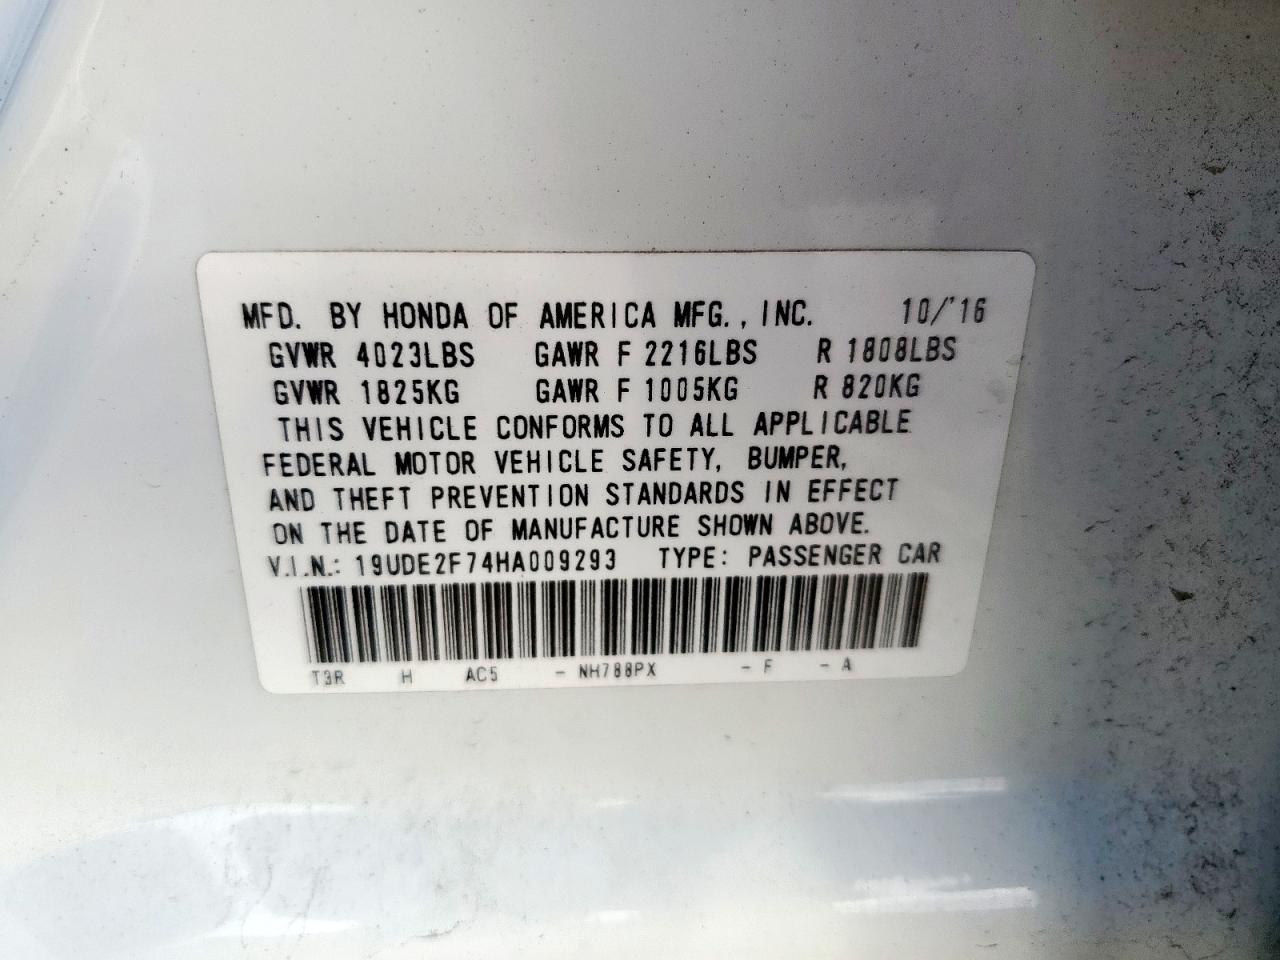 MFD. BY HONDA OF AMERICA MFG., INC. 10/'16
GVWR 4023LBS GAWR F 2216LBS R 1808LBS
GVWR 1825KG GAWR F 1005KG R 820KG
THIS VEHICLE CONFORMS TO ALL APPLICABLE
FEDERAL MOTOR VEHICLE SAFETY, BUMPER,
AND THEFT PREVENTION STANDARDS IN EFFECT
ON THE DATE OF MANUFACTURE SHOWN ABOVE.
V.I.N.: 19UDE2F74HA009293 TYPE: PASSENGER CAR
T3R H AC5 - NH788PX - F - A